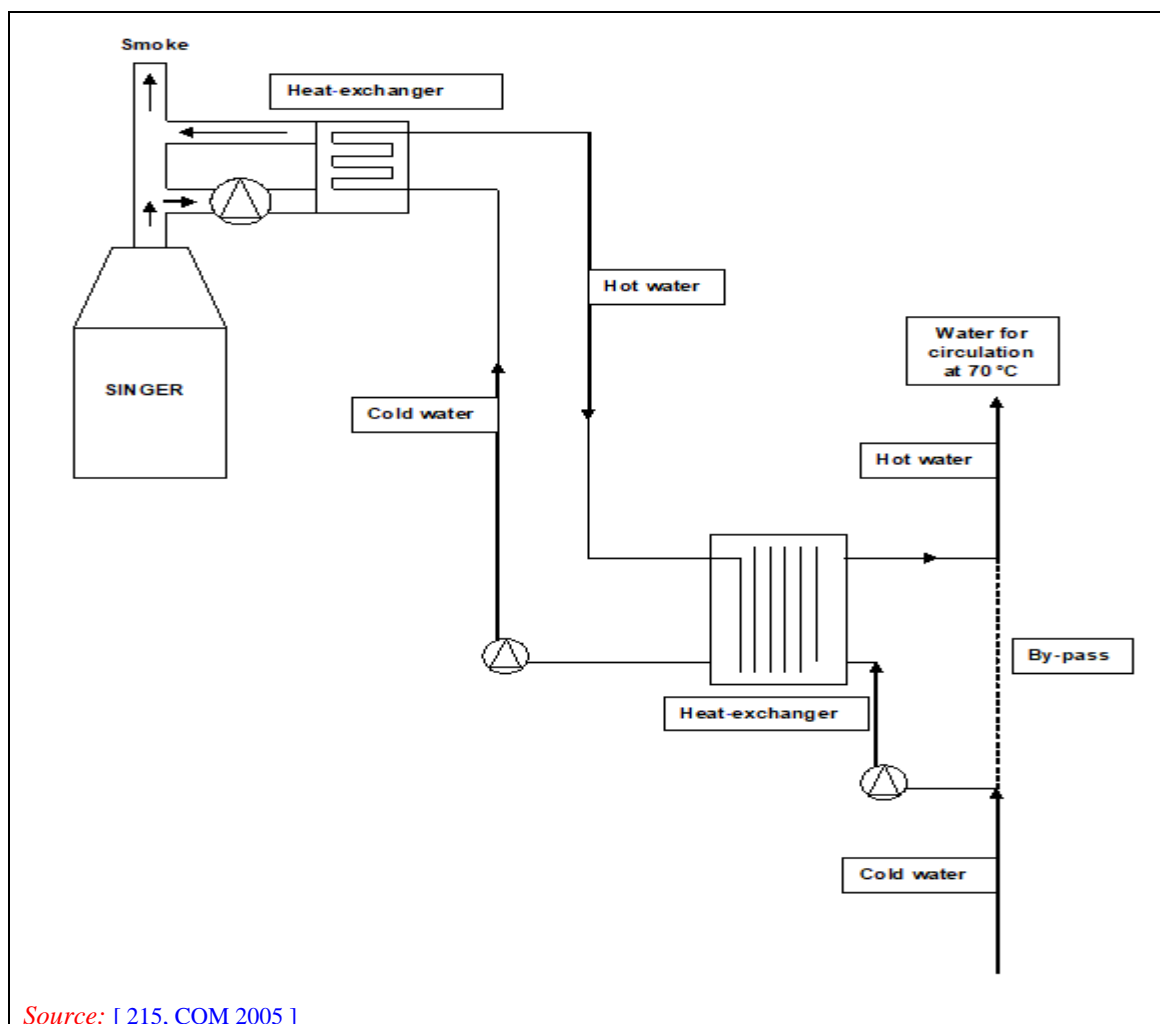 Smoke
Heat-exchanger
Hot water
Water for
circulation
at 70 ºC
SINGER
Cold water
Hot water
By-pass
Heat-exchanger
Cold water
Source: [ 215, COM 2005 ]